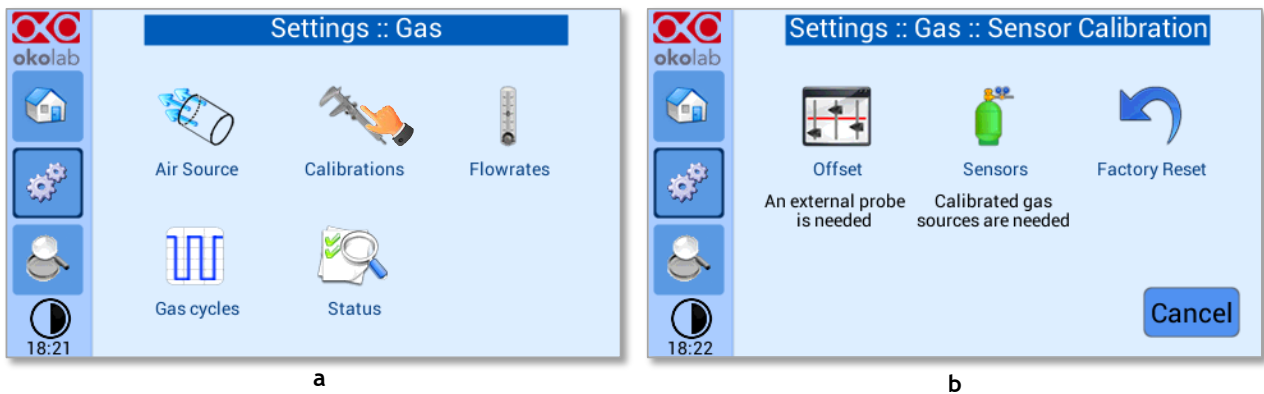 okolab
Settings :: Gas
Air Source
Calibrations
Flowrates
Gas cycles
Status
18:21
a
okolab
Settings :: Gas :: Sensor Calibration
Offset
An external probe
is needed
Sensors
Calibrated gas
sources are needed
Factory Reset
Cancel
18:22
b